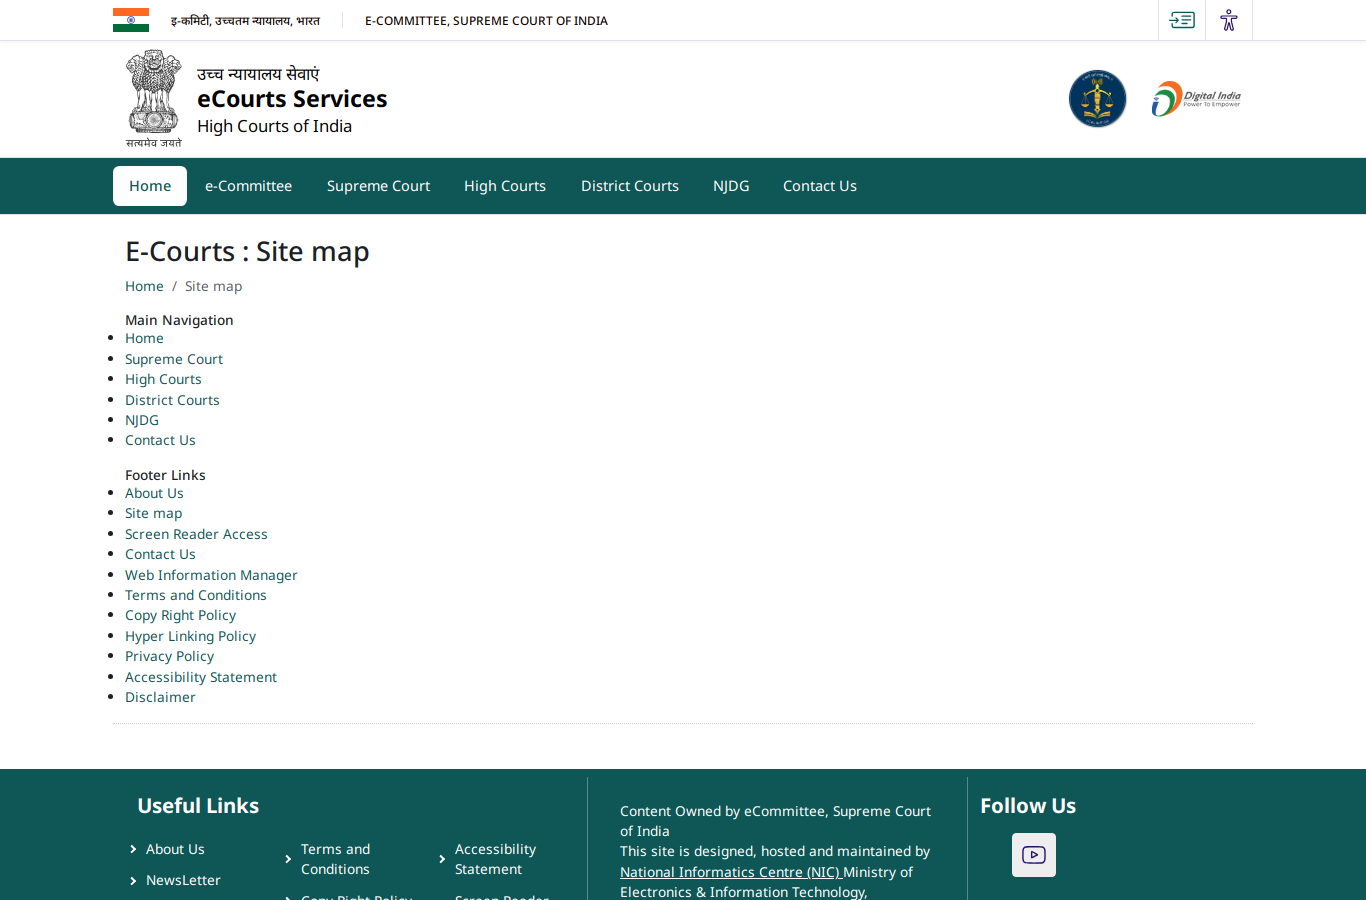 इ-कमिटी, उच्चतम न्यायालय, भारत
E-COMMITTEE, SUPREME COURT OF INDIA
सत्यमेव जयते
उच्च न्यायालय सेवाएं
eCourts Services
High Courts of India
Digital India
Power To Empower
Home
e-Committee
Supreme Court
High Courts
District Courts
NJDG
Contact Us
E-Courts : Site map
Home / Site map
Main Navigation
Home
Supreme Court
High Courts
District Courts
NJDG
Contact Us
Footer Links
About Us
Site map
Screen Reader Access
Contact Us
Web Information Manager
Terms and Conditions
Copy Right Policy
Hyper Linking Policy
Privacy Policy
Accessibility Statement
Disclaimer
Useful Links
About Us
NewsLetter
Terms and
Conditions
Copy Right Policy
Accessibility
Statement
Screen Reader
Content Owned by eCommittee, Supreme Court
of India
This site is designed, hosted and maintained by
National Informatics Centre (NIC) Ministry of
Electronics & Information Technology,
Follow Us